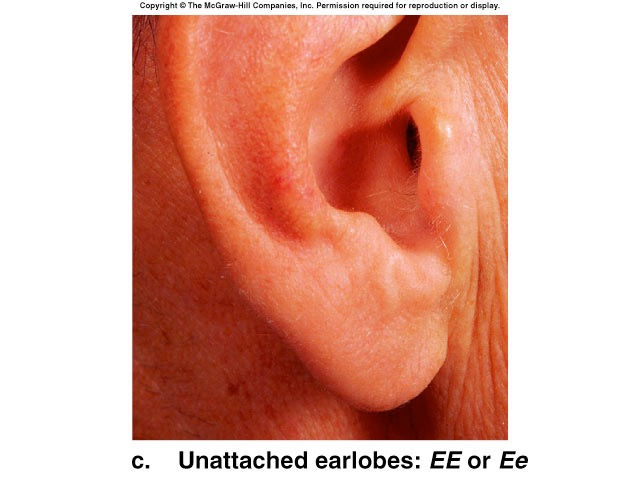 Copyright © The McGraw-Hill Companies, Inc. Permission required for reproduction or display.
c. Unattached earlobes: EE or Ee